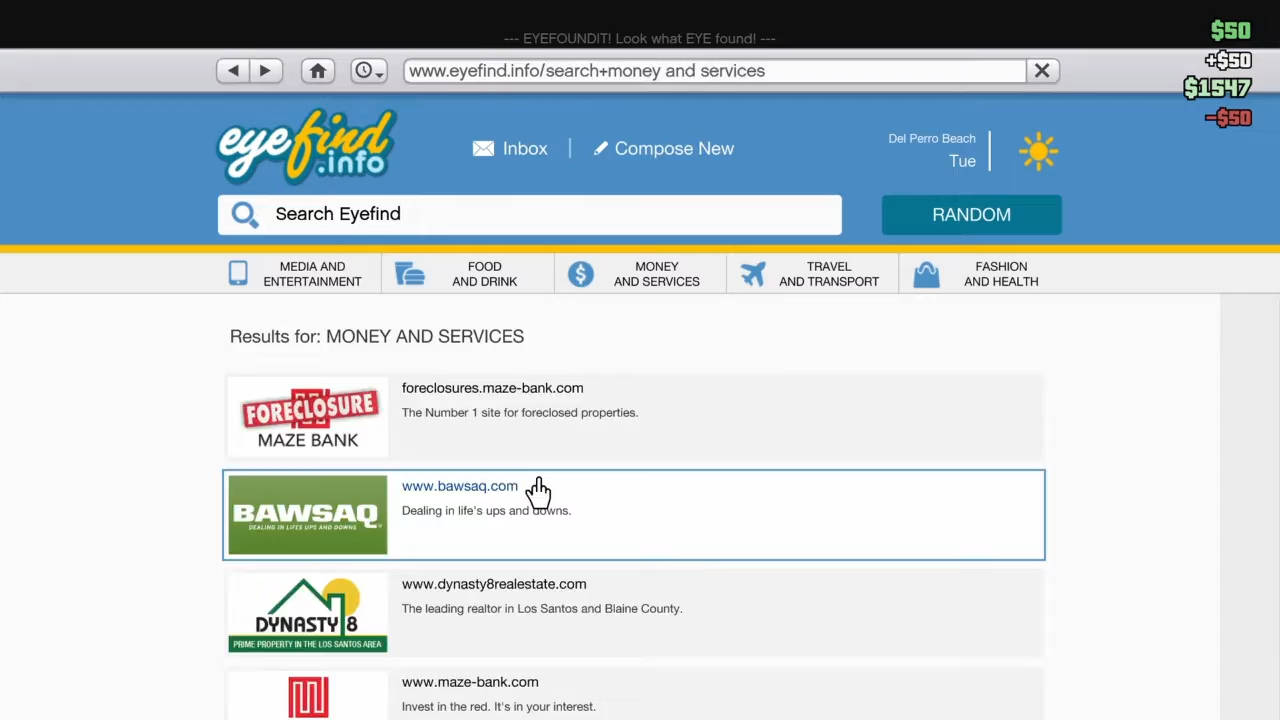 --- EYEFOUNDIT! Look what EYE found! ---
$50
+$50
$1547
-$50
www.eyefind.info/search+money and services
eyefind
.info
Inbox
Compose New
Del Perro Beach
Tue
Search Eyefind
RANDOM
MEDIA AND
ENTERTAINMENT
FOOD
AND DRINK
MONEY
AND SERVICES
TRAVEL
AND TRANSPORT
FASHION
AND HEALTH
Results for: MONEY AND SERVICES
FORECLOSURE
MAZE BANK
foreclosures.maze-bank.com
The Number 1 site for foreclosed properties.
BAWSAQ
DEALING IN LIFE'S UPS AND DOWNS
www.bawsaq.com
Dealing in life's ups and downs.
DYNASTY 8
PRIME PROPERTY IN THE LOS SANTOS AREA
www.dynasty8realestate.com
The leading realtor in Los Santos and Blaine County.
www.maze-bank.com
Invest in the red. It's in your interest.